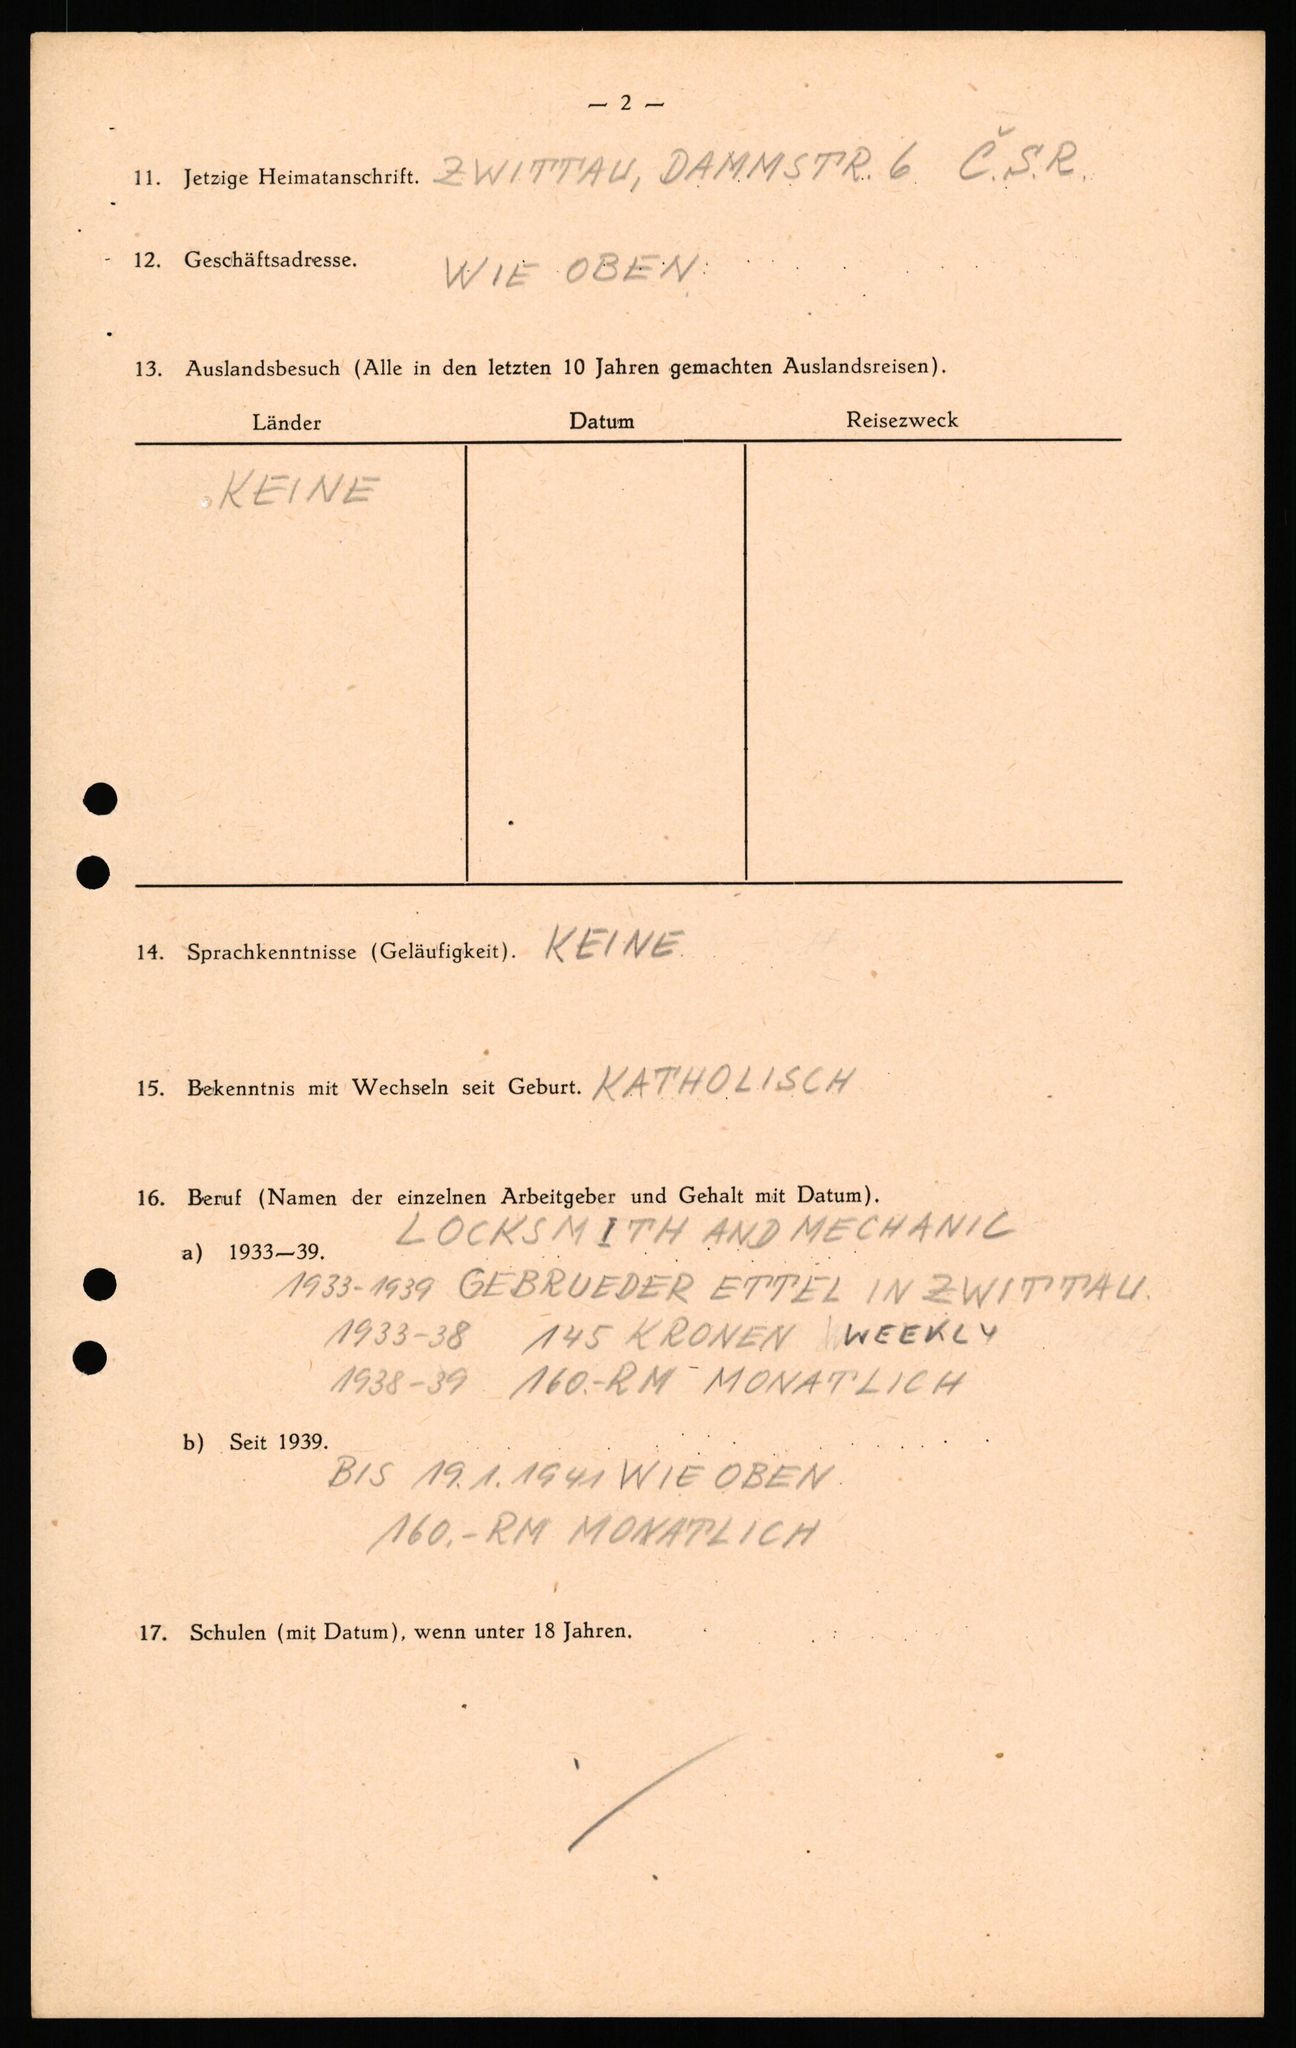 — 2 —
11. Jetzige Heimatanschrift. ZWITTAU, DAMMSTR. 6 Č.S.R.
12. Geschäftsadresse. WIE OBEN
13. Auslandsbesuch (Alle in den letzten 10 Jahren gemachten Auslandsreisen).
Länder Datum Reisezweck
KEINE
14. Sprachkenntnisse (Geläufigkeit). KEINE
15. Bekenntnis mit Wechseln seit Geburt. KATHOLISCH
16. Beruf (Namen der einzelnen Arbeitgeber und Gehalt mit Datum).
LOCKSMITH AND MECHANIC
a) 1933—39.
1933-1939 GEBRUEDER ETTEL IN ZWITTAU.
1933-38 145 KRONEN WEEKLY
1938-39 160.-RM MONATLICH
b) Seit 1939.
BIS 19.1.1941 WIE OBEN
160.-RM MONATLICH
17. Schulen (mit Datum), wenn unter 18 Jahren.